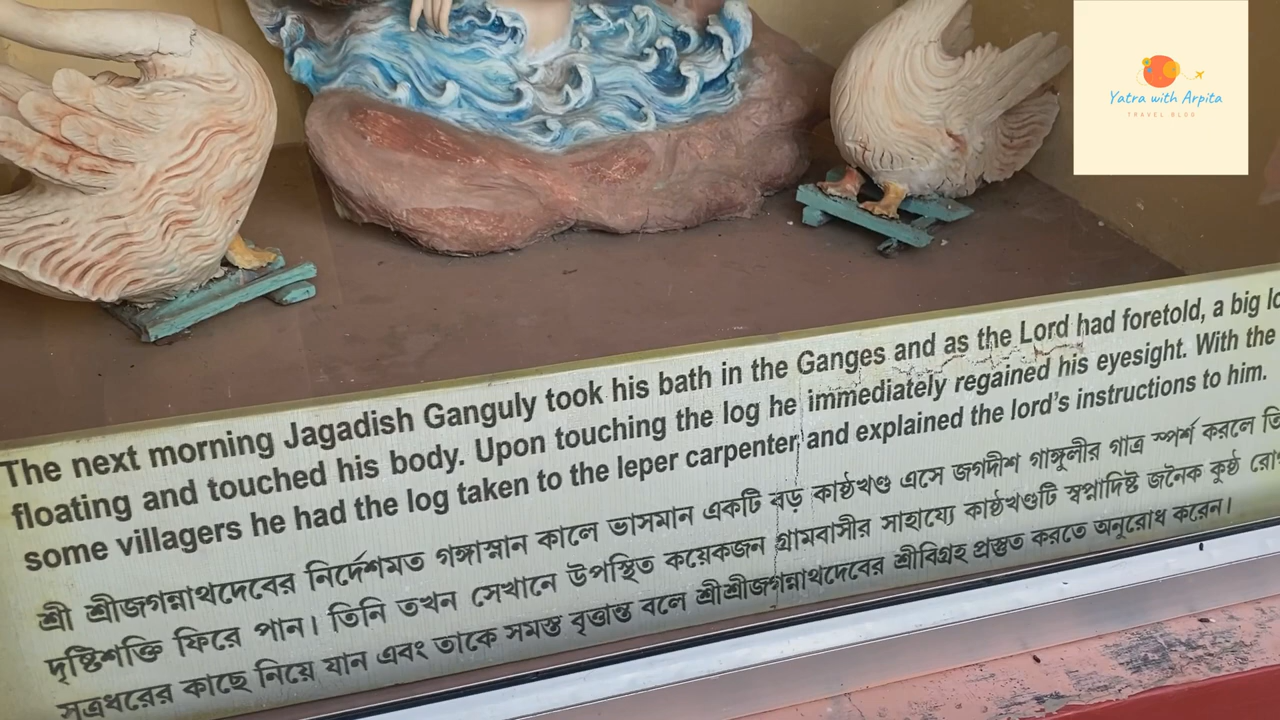 Yatra with Arpita
TRAVEL BLOG
The next morning Jagadish Ganguly took his bath in the Ganges and as the Lord had foretold, a big
floating and touched his body. Upon touching the log he immediately regained his eyesight. With the
some villagers he had the log taken to the leper carpenter and explained the lord's instructions to him.
শ্রী শ্রীজগন্নাথদেবের নির্দেশমত গঙ্গাস্নান কালে ভাসমান একটি বড় কাষ্ঠখণ্ড এসে জগদীশ গাঙ্গুলীর গাত্র স্পর্শ করলে
দৃষ্টিশক্তি ফিরে পান। তিনি তখন সেখানে উপস্থিত কয়েকজন গ্রামবাসীর সাহায্যে কাষ্ঠখণ্ডটি স্বপ্নাদিষ্ট জনৈক কুষ্ঠ
সূত্রধরের কাছে নিয়ে যান এবং তাকে সমস্ত বৃত্তান্ত বলে শ্রীশ্রীজগন্নাথদেবের শ্রীবিগ্রহ প্রস্তুত করতে অনুরোধ করেন।